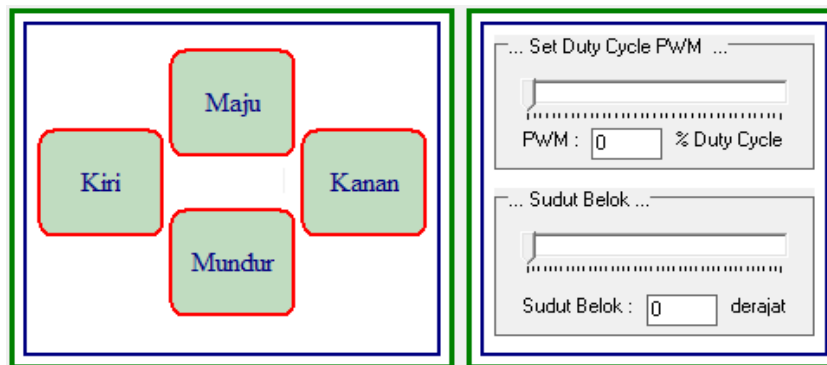 Maju
Kiri
Kanan
Mundur
... Set Duty Cycle PWM ...
PWM : 0 % Duty Cycle
... Sudut Belok ...
Sudut Belok : 0 derajat